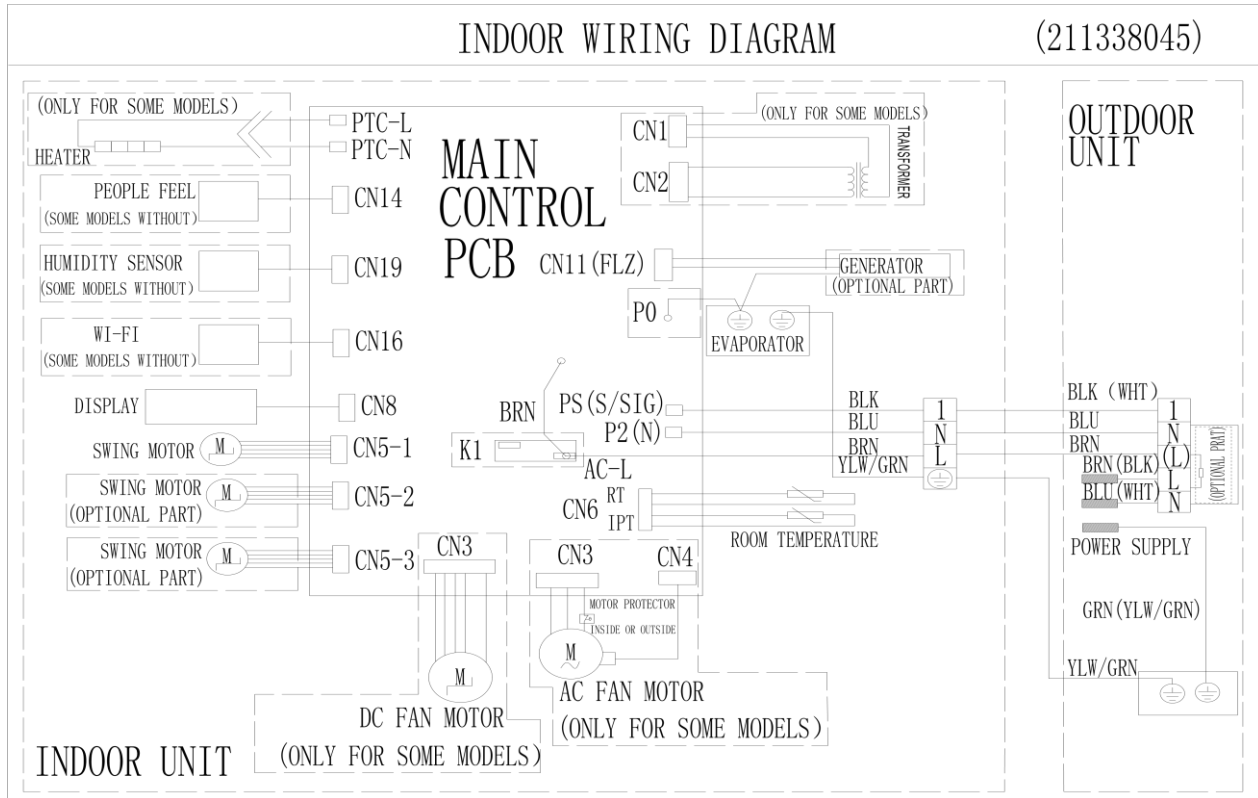 INDOOR WIRING DIAGRAM (211338045)
(ONLY FOR SOME MODELS)
HEATER
PTC-L
PTC-N
PEOPLE FEEL
(SOME MODELS WITHOUT)
CN14
HUMIDITY SENSOR
(SOME MODELS WITHOUT)
CN19
WI-FI
(SOME MODELS WITHOUT)
CN16
DISPLAY
CN8
SWING MOTOR
M
CN5-1
SWING MOTOR
(OPTIONAL PART)
M
CN5-2
SWING MOTOR
(OPTIONAL PART)
M
CN5-3
MAIN
CONTROL
PCB
CN1
CN2
(ONLY FOR SOME MODELS)
TRANSFORMER
CN11(FLZ)
GENERATOR
(OPTIONAL PART)
P0
EVAPORATOR
BRN
K1
AC-L
PS(S/SIG)
P2(N)
BLK
BLU
BRN
YLW/GRN
1
N
L
CN6
RT
IPT
ROOM TEMPERATURE
CN3
M
DC FAN MOTOR
(ONLY FOR SOME MODELS)
CN3
CN4
MOTOR PROTECTOR
INSIDE OR OUTSIDE
M
AC FAN MOTOR
(ONLY FOR SOME MODELS)
INDOOR UNIT
OUTDOOR
UNIT
BLK (WHT)
BLU
BRN
BRN(BLK)
BLU(WHT)
1
N
(L)
L
N
(OPTIONAL PRAT)
POWER SUPPLY
GRN(YLW/GRN)
YLW/GRN